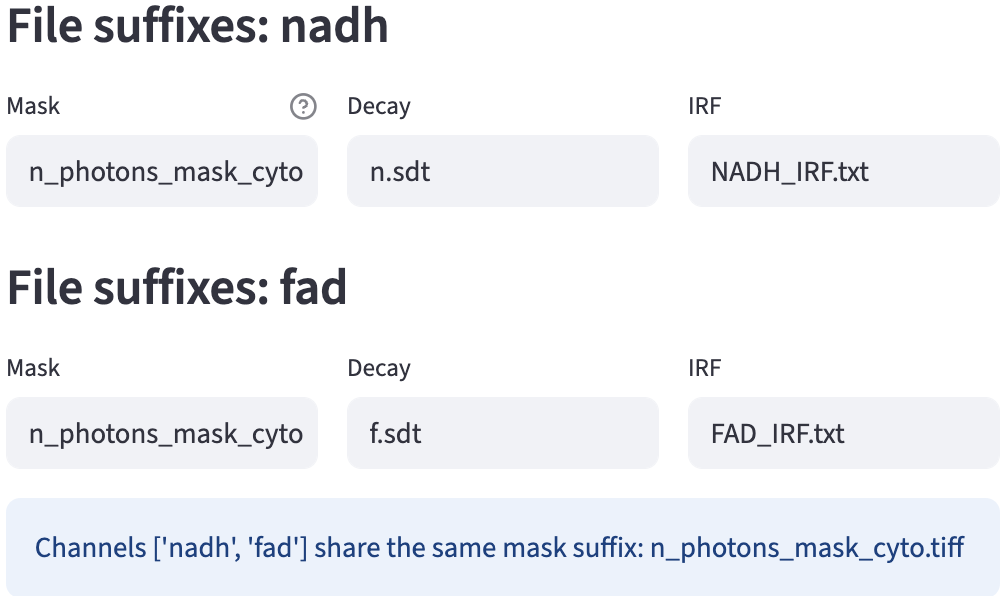 File suffixes: nadh
Mask Decay IRF
n_photons_mask_cyto n.sdt NADH_IRF.txt
File suffixes: fad
Mask Decay IRF
n_photons_mask_cyto f.sdt FAD_IRF.txt
Channels ['nadh', 'fad'] share the same mask suffix: n_photons_mask_cyto.tiff